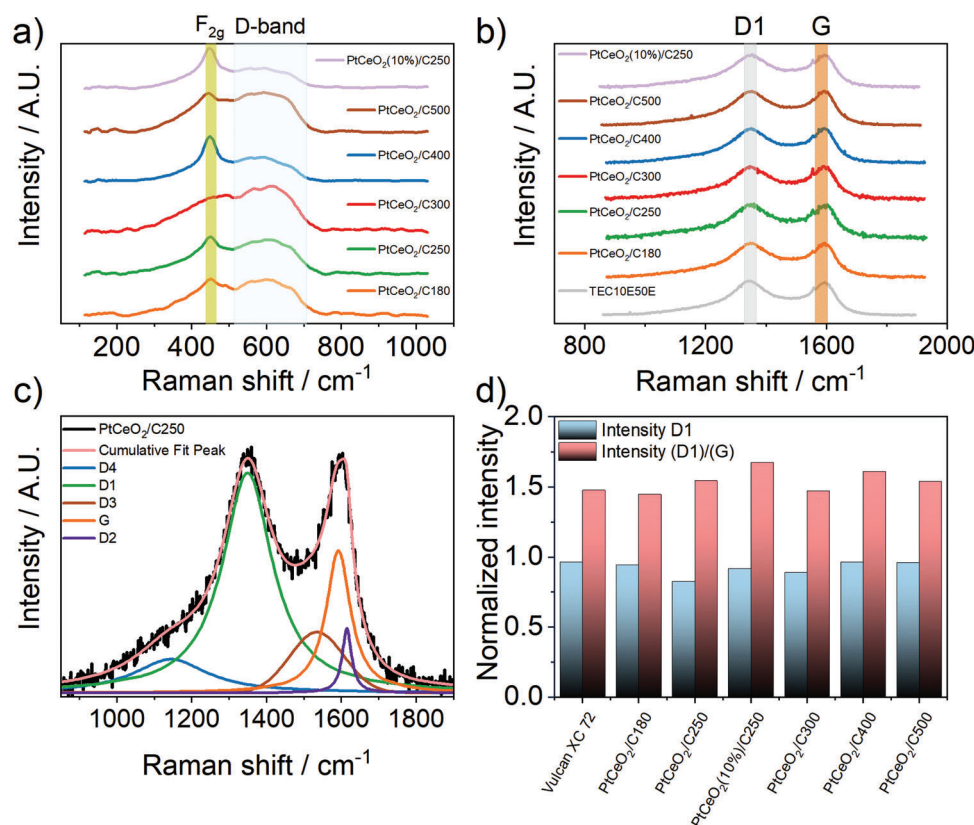 a)
F2g
D-band
PtCeO2(10%)/C250
PtCeO2/C500
PtCeO2/C400
PtCeO2/C300
PtCeO2/C250
PtCeO2/C180
Intensity / A.U.
200
400
600
800
1000
Raman shift / cm-1
b)
D1
G
PtCeO2(10%)/C250
PtCeO2/C500
PtCeO2/C400
PtCeO2/C300
PtCeO2/C250
PtCeO2/C180
TEC10E50E
Intensity / A.U.
800
1200
1600
2000
Raman shift / cm-1
c)
PtCeO2/C250
Cumulative Fit Peak
D4
D1
D3
G
D2
Intensity / A.U.
1000
1200
1400
1600
1800
Raman shift / cm-1
d)
Intensity D1
Intensity (D1)/(G)
Normalized intensity
2.0
1.5
1.0
0.5
0.0
Vulcan XC 72
PtCeO2/C180
PtCeO2/C250
PtCeO2(10%)/C250
PtCeO2/C300
PtCeO2/C400
PtCeO2/C500